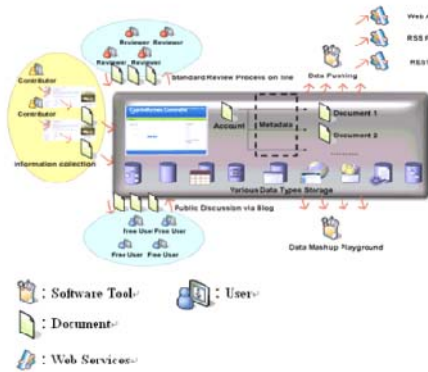 Reviewer Reviewer
Reviewer Reviewer
Standard Review Process on line
Contributor
Contributor
Information collection
Data Pushing
Web A
RSS F
REST
Account
Metadata
Document 1
Document 2
Various Data Types Storage
Public Discussion via Blog
Free User Free User
Free User Free User
Data Mashup Playground
: Software Tool
: User
: Document
: Web Services